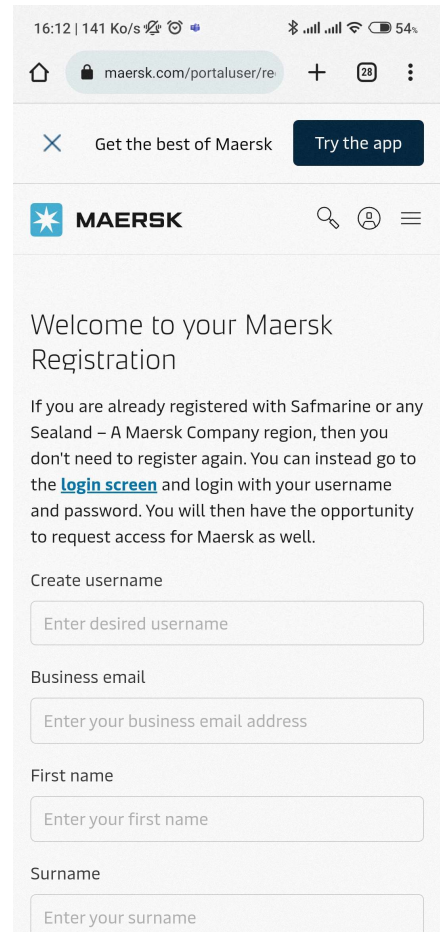 16:12 | 141 Ko/s
54%
maersk.com/portaluser/re
28
Get the best of Maersk
Try the app
MAERSK
Welcome to your Maersk
Registration
If you are already registered with Safmarine or any
Sealand – A Maersk Company region, then you
don't need to register again. You can instead go to
the login screen and login with your username
and password. You will then have the opportunity
to request access for Maersk as well.
Create username
Enter desired username
Business email
Enter your business email address
First name
Enter your first name
Surname
Enter your surname